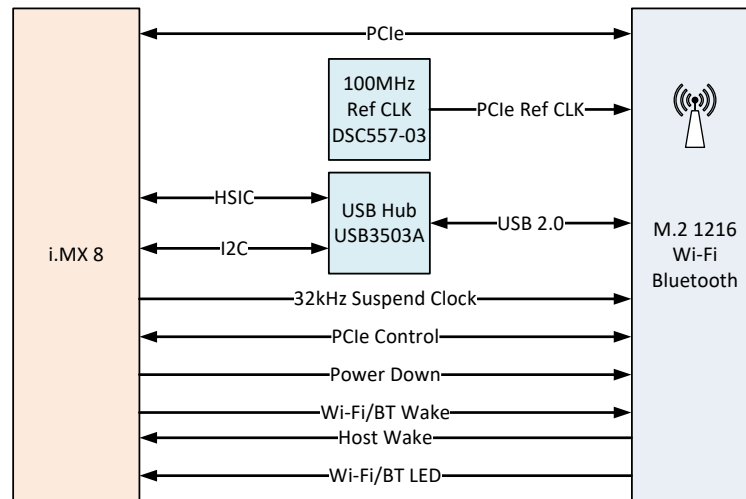 PCIe
100MHz
Ref CLK
DSC557-03
PCIe Ref CLK
HSIC
I2C
USB Hub
USB3503A
USB 2.0
i.MX 8
M.2 1216
Wi-Fi
Bluetooth
32kHz Suspend Clock
PCIe Control
Power Down
Wi-Fi/BT Wake
Host Wake
Wi-Fi/BT LED